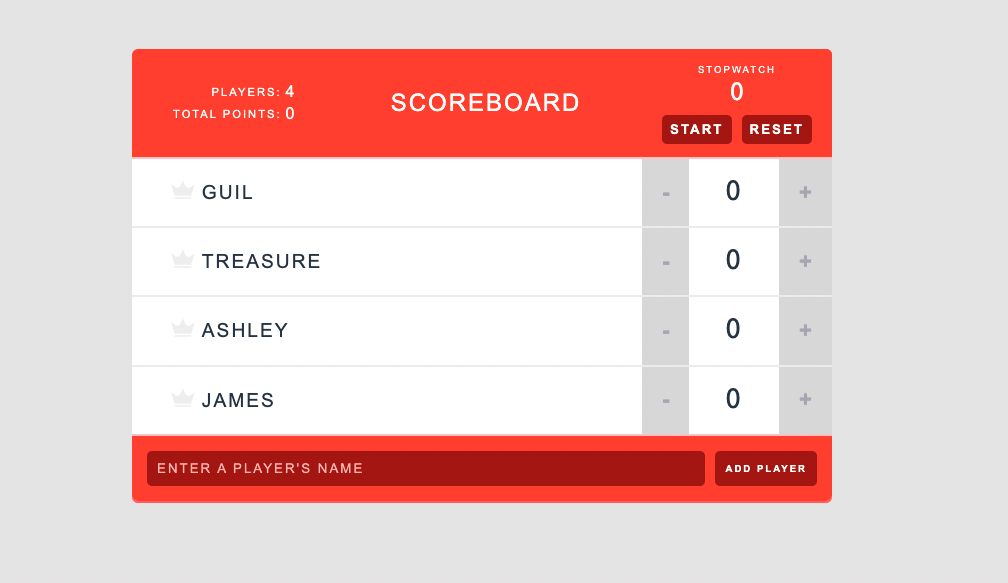 PLAYERS: 4
TOTAL POINTS: 0
SCOREBOARD
STOPWATCH
0
START RESET
GUIL - 0 +
TREASURE - 0 +
ASHLEY - 0 +
JAMES - 0 +
ENTER A PLAYER'S NAME ADD PLAYER